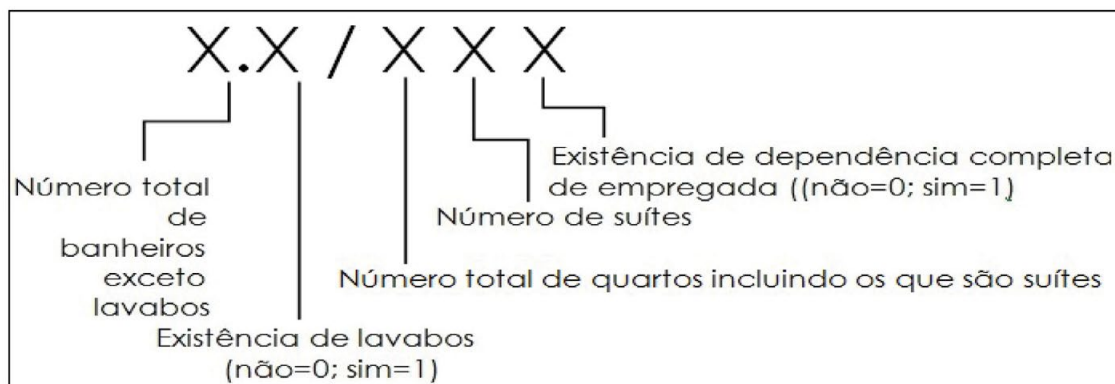 X.X / X X X
Existência de dependência completa
de empregada ((não=0; sim=1)
Número total
de
banheiros
exceto
lavabos
Número de suítes
Número total de quartos incluindo os que são suítes
Existência de lavabos
(não=0; sim=1)